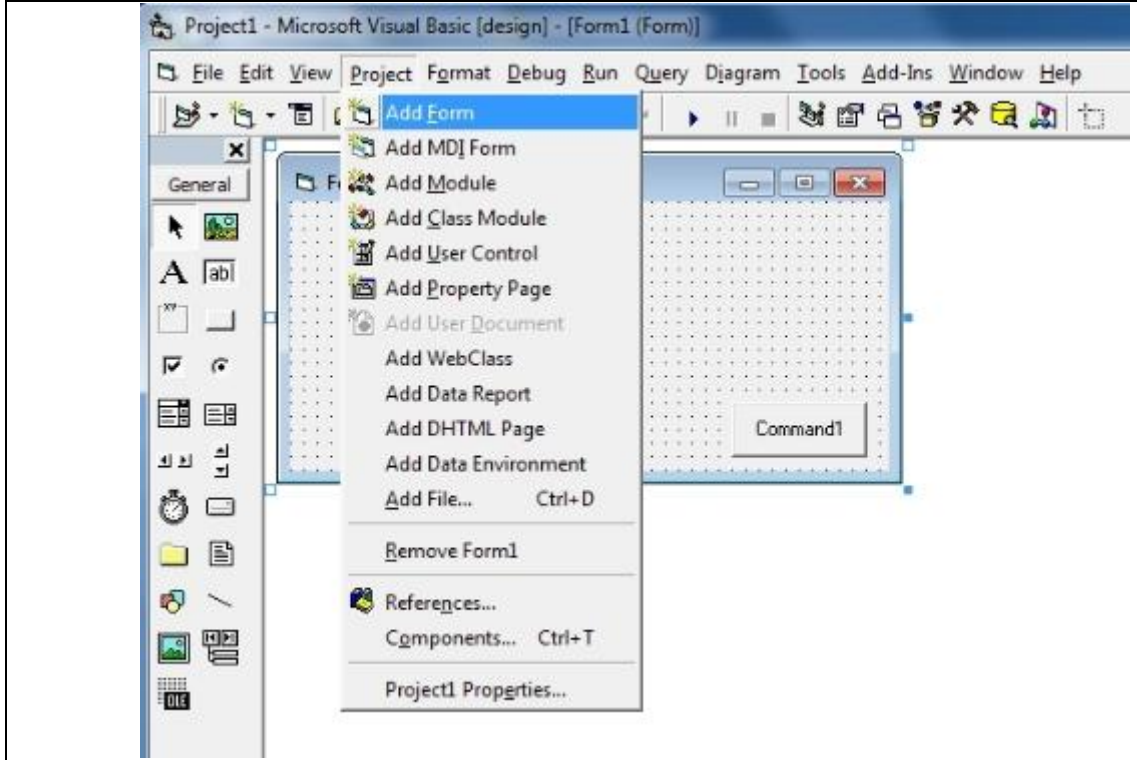 Project1 - Microsoft Visual Basic [design] - [Form1 (Form)]
File Edit View Project Format Debug Run Query Diagram Tools Add-Ins Window Help
General
A ab
xv
OLE
Add Form
Add MDI Form
Add Module
Add Class Module
Add User Control
Add Property Page
Add User Document
Add WebClass
Add Data Report
Add DHTML Page
Add Data Environment
Add File... Ctrl+D
Remove Form1
References...
Components... Ctrl+T
Project1 Properties...
Command1